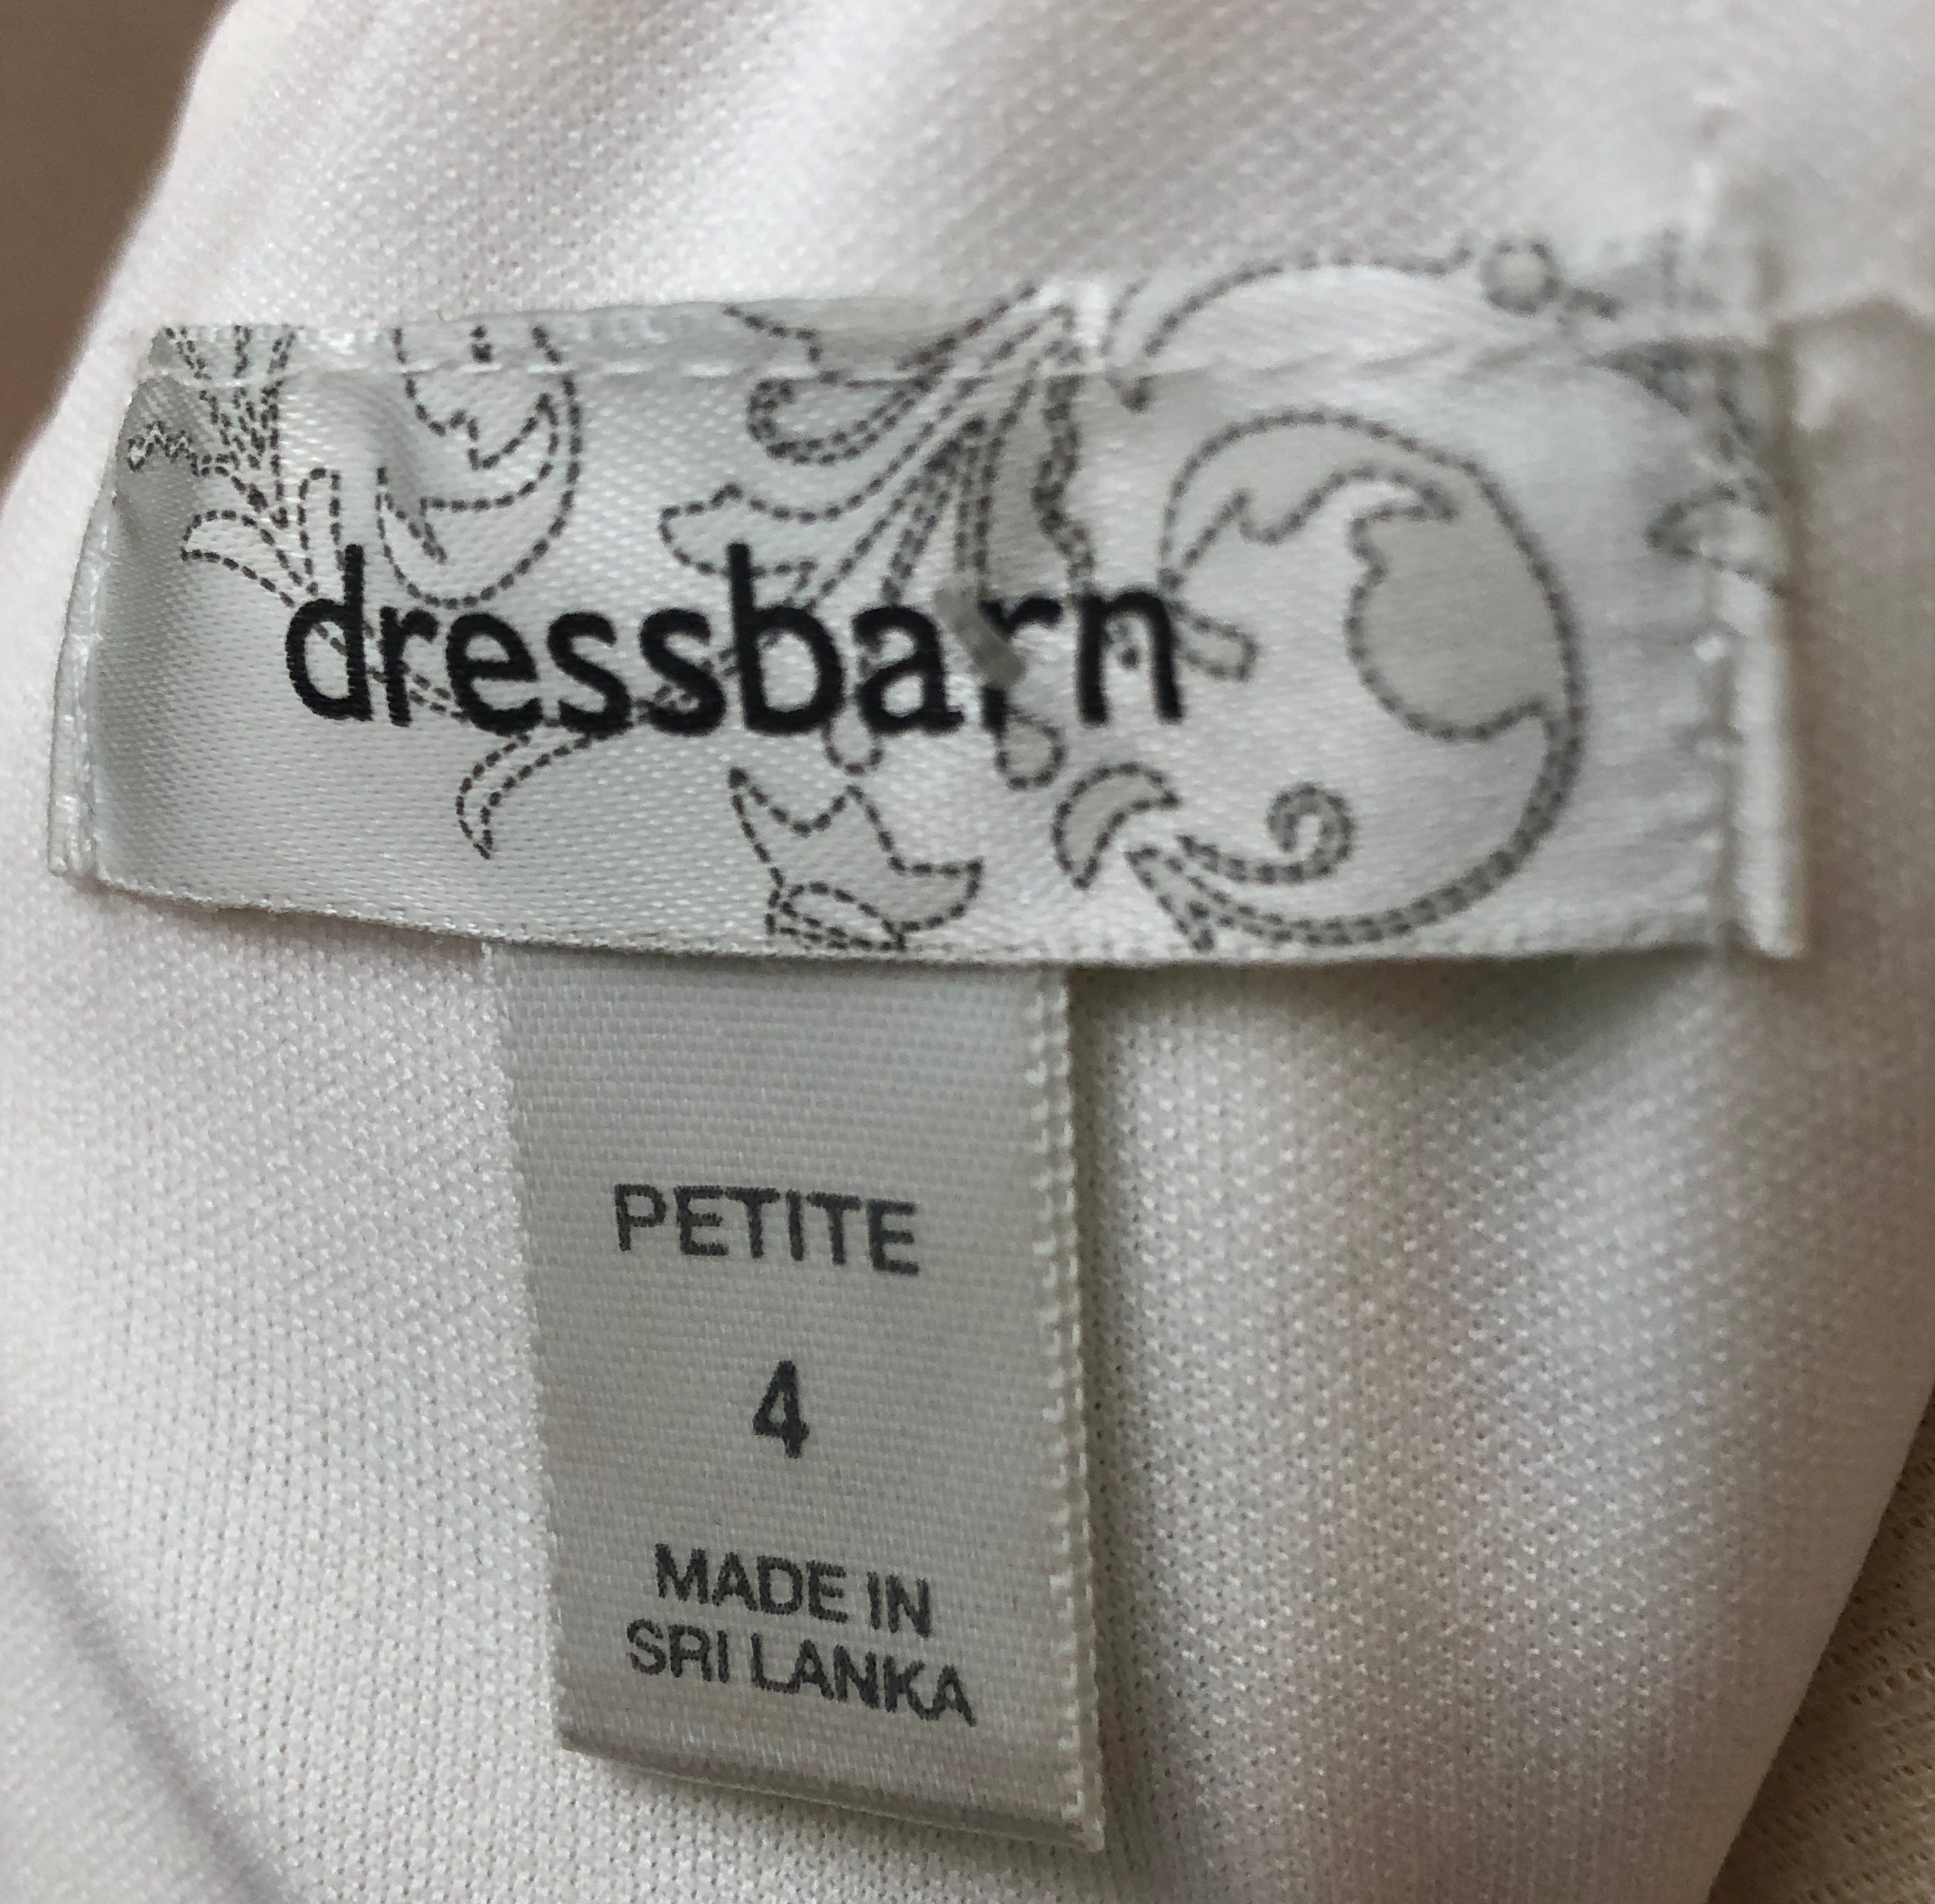 dressbarn
PETITE
4
MADE IN
SRI LANKA